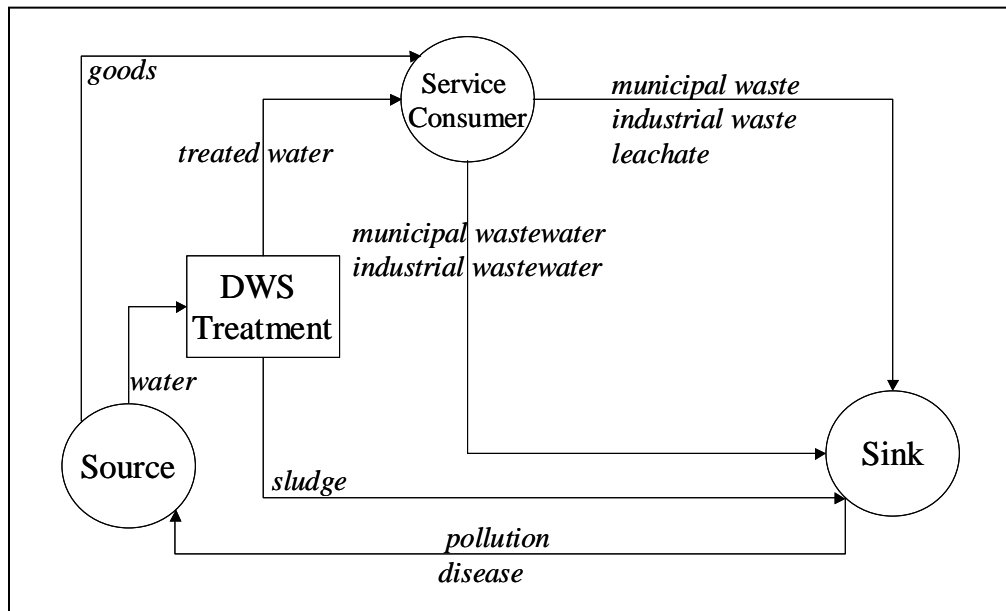 goods
Service
Consumer
municipal waste
industrial waste
leachate
treated water
municipal wastewater
industrial wastewater
DWS
Treatment
water
Source
Sink
sludge
pollution
disease